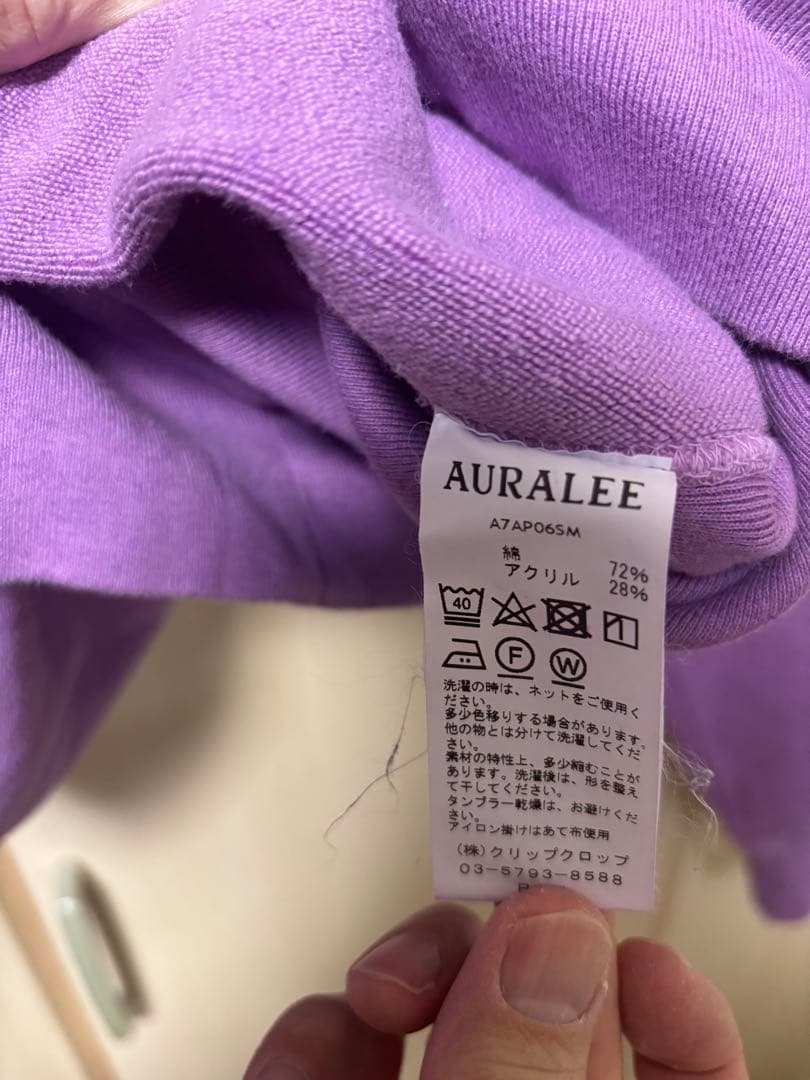 AURALEE
A7AP06SM
綿 72%
アクリル 28%
40
F W
洗濯の時は、ネットをご使用く
ださい。
多少色移りする場合があります。
他の物とは分けて洗濯してくだ
さい。
素材の特性上、多少縮むことが
あります。洗濯後は、形を整え
て干してください。
タンブラー乾燥は、お避けくだ
さい。
アイロン掛けはあて布使用
(株)クリップクロップ
03-5793-8588